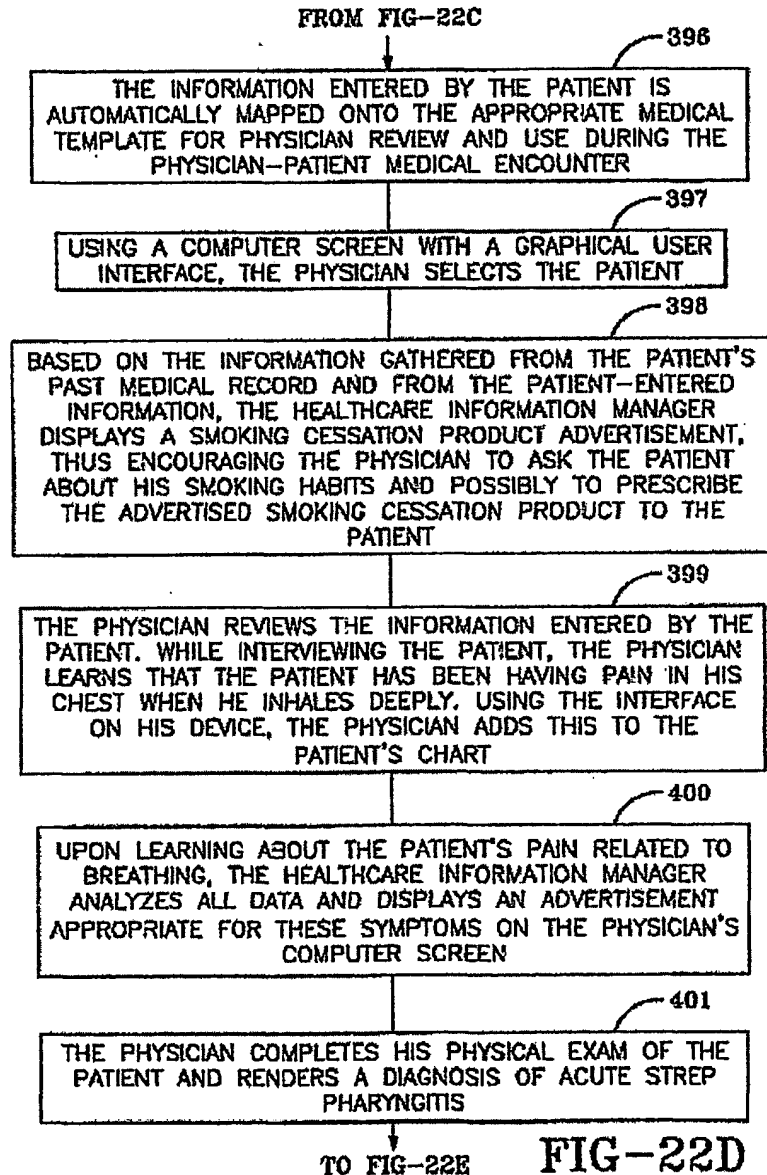 FROM FIG-22C
396
THE INFORMATION ENTERED BY THE PATIENT IS
AUTOMATICALLY MAPPED ONTO THE APPROPRIATE MEDICAL
TEMPLATE FOR PHYSICIAN REVIEW AND USE DURING THE
PHYSICIAN-PATIENT MEDICAL ENCOUNTER
397
USING A COMPUTER SCREEN WITH A GRAPHICAL USER
INTERFACE, THE PHYSICIAN SELECTS THE PATIENT
398
BASED ON THE INFORMATION GATHERED FROM THE PATIENT'S
PAST MEDICAL RECORD AND FROM THE PATIENT-ENTERED
INFORMATION, THE HEALTHCARE INFORMATION MANAGER
DISPLAYS A SMOKING CESSATION PRODUCT ADVERTISEMENT,
THUS ENCOURAGING THE PHYSICIAN TO ASK THE PATIENT
ABOUT HIS SMOKING HABITS AND POSSIBLY TO PRESCRIBE
THE ADVERTISED SMOKING CESSATION PRODUCT TO THE
PATIENT
399
THE PHYSICIAN REVIEWS THE INFORMATION ENTERED BY THE
PATIENT. WHILE INTERVIEWING THE PATIENT, THE PHYSICIAN
LEARNS THAT THE PATIENT HAS BEEN HAVING PAIN IN HIS
CHEST WHEN HE INHALES DEEPLY. USING THE INTERFACE
ON HIS DEVICE, THE PHYSICIAN ADDS THIS TO THE
PATIENT'S CHART
400
UPON LEARNING ABOUT THE PATIENT'S PAIN RELATED TO
BREATHING, THE HEALTHCARE INFORMATION MANAGER
ANALYZES ALL DATA AND DISPLAYS AN ADVERTISEMENT
APPROPRIATE FOR THESE SYMPTOMS ON THE PHYSICIAN'S
COMPUTER SCREEN
401
THE PHYSICIAN COMPLETES HIS PHYSICAL EXAM OF THE
PATIENT AND RENDERS A DIAGNOSIS OF ACUTE STREP
PHARYNGITIS
TO FIG-22E
FIG-22D